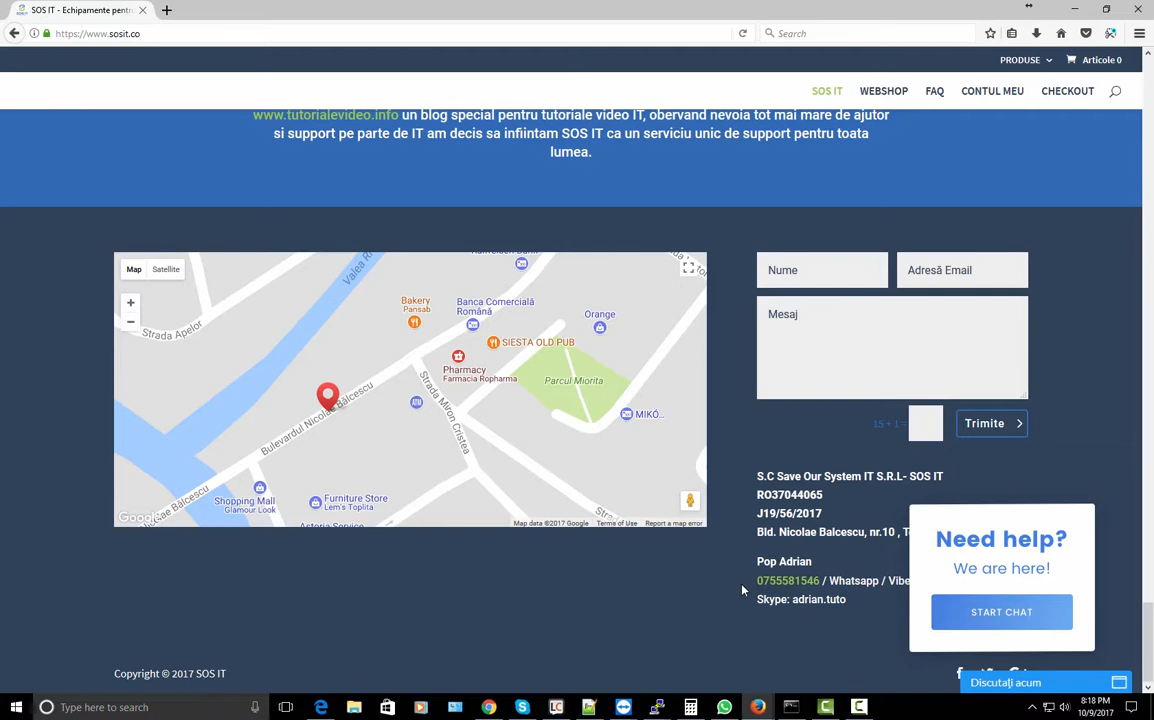 SOS IT - Echipamente pentr
https://www.sosit.co
Search
PRODUSE
Articole 0
SOS IT
WEBSHOP
FAQ
CONTUL MEU
CHECKOUT
www.tutorialevideo.info un blog special pentru tutoriale video IT, obervand nevoia tot mai mare de ajutor
si support pe parte de IT am decis sa infiintam SOS IT ca un serviciu unic de support pentru toata
lumea.
Map
Satellite
Strada Apelor
Bakery
Pansab
Banca Comercială
Română
Orange
SIESTA OLD PUB
Pharmacy
Farmacia Ropharma
Parcul Miorita
MIKÓ...
ATM
Strada Miron Cristea
Bulevardul Nicolae Bălcescu
Shopping Mall
Glamour Look
Furniture Store
Lem's Toplita
Google
Map data ©2017 Google
Terms of Use
Report a map error
Nume
Adresă Email
Mesaj
15 + 1 =
Trimite
S.C Save Our System IT S.R.L- SOS IT
RO37044065
J19/56/2017
Bld. Nicolae Balcescu, nr.10 ,
Pop Adrian
0755581546 / Whatsapp / Vibe
Skype: adrian.tuto
Need help?
We are here!
START CHAT
Copyright © 2017 SOS IT
Discutaţi acum
Type here to search
8:18 PM
10/9/2017